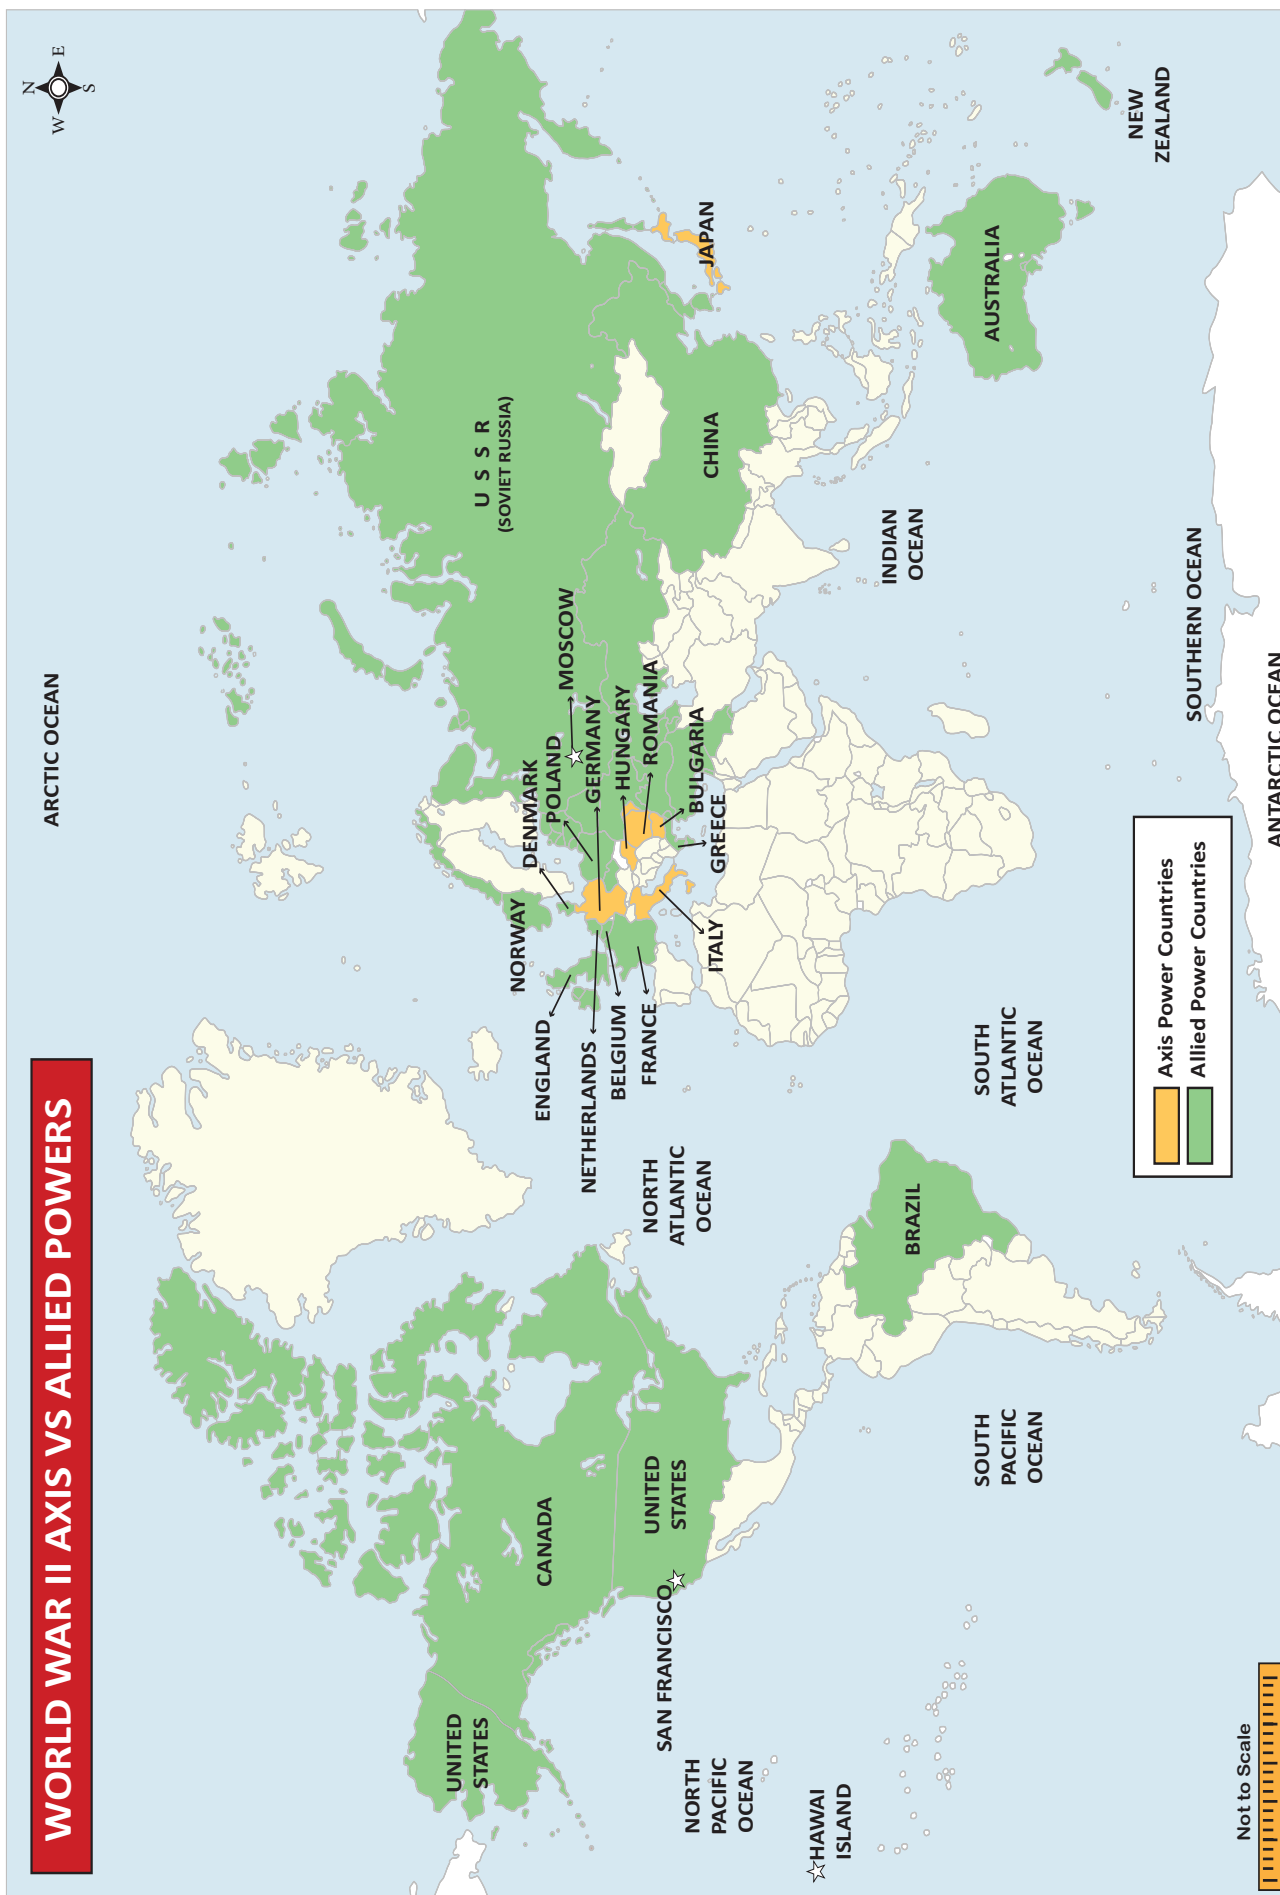 WORLD WAR II AXIS VS ALLIED POWERS
N
W
E
S
ARCTIC OCEAN
UNITED
STATES
CANADA
UNITED
STATES
SAN FRANCISCO
NORTH
PACIFIC
OCEAN
HAWAI
ISLAND
NORTH
ATLANTIC
OCEAN
BRAZIL
SOUTH
PACIFIC
OCEAN
SOUTH
ATLANTIC
OCEAN
NORWAY
DENMARK
POLAND
MOSCOW
GERMANY
HUNGARY
ROMANIA
BULGARIA
GREECE
ITALY
ENGLAND
NETHERLANDS
BELGIUM
FRANCE
U S S R
(SOVIET RUSSIA)
CHINA
JAPAN
INDIAN
OCEAN
AUSTRALIA
NEW
ZEALAND
SOUTHERN OCEAN
ANTARCTIC OCEAN
Axis Power Countries
Allied Power Countries
Not to Scale